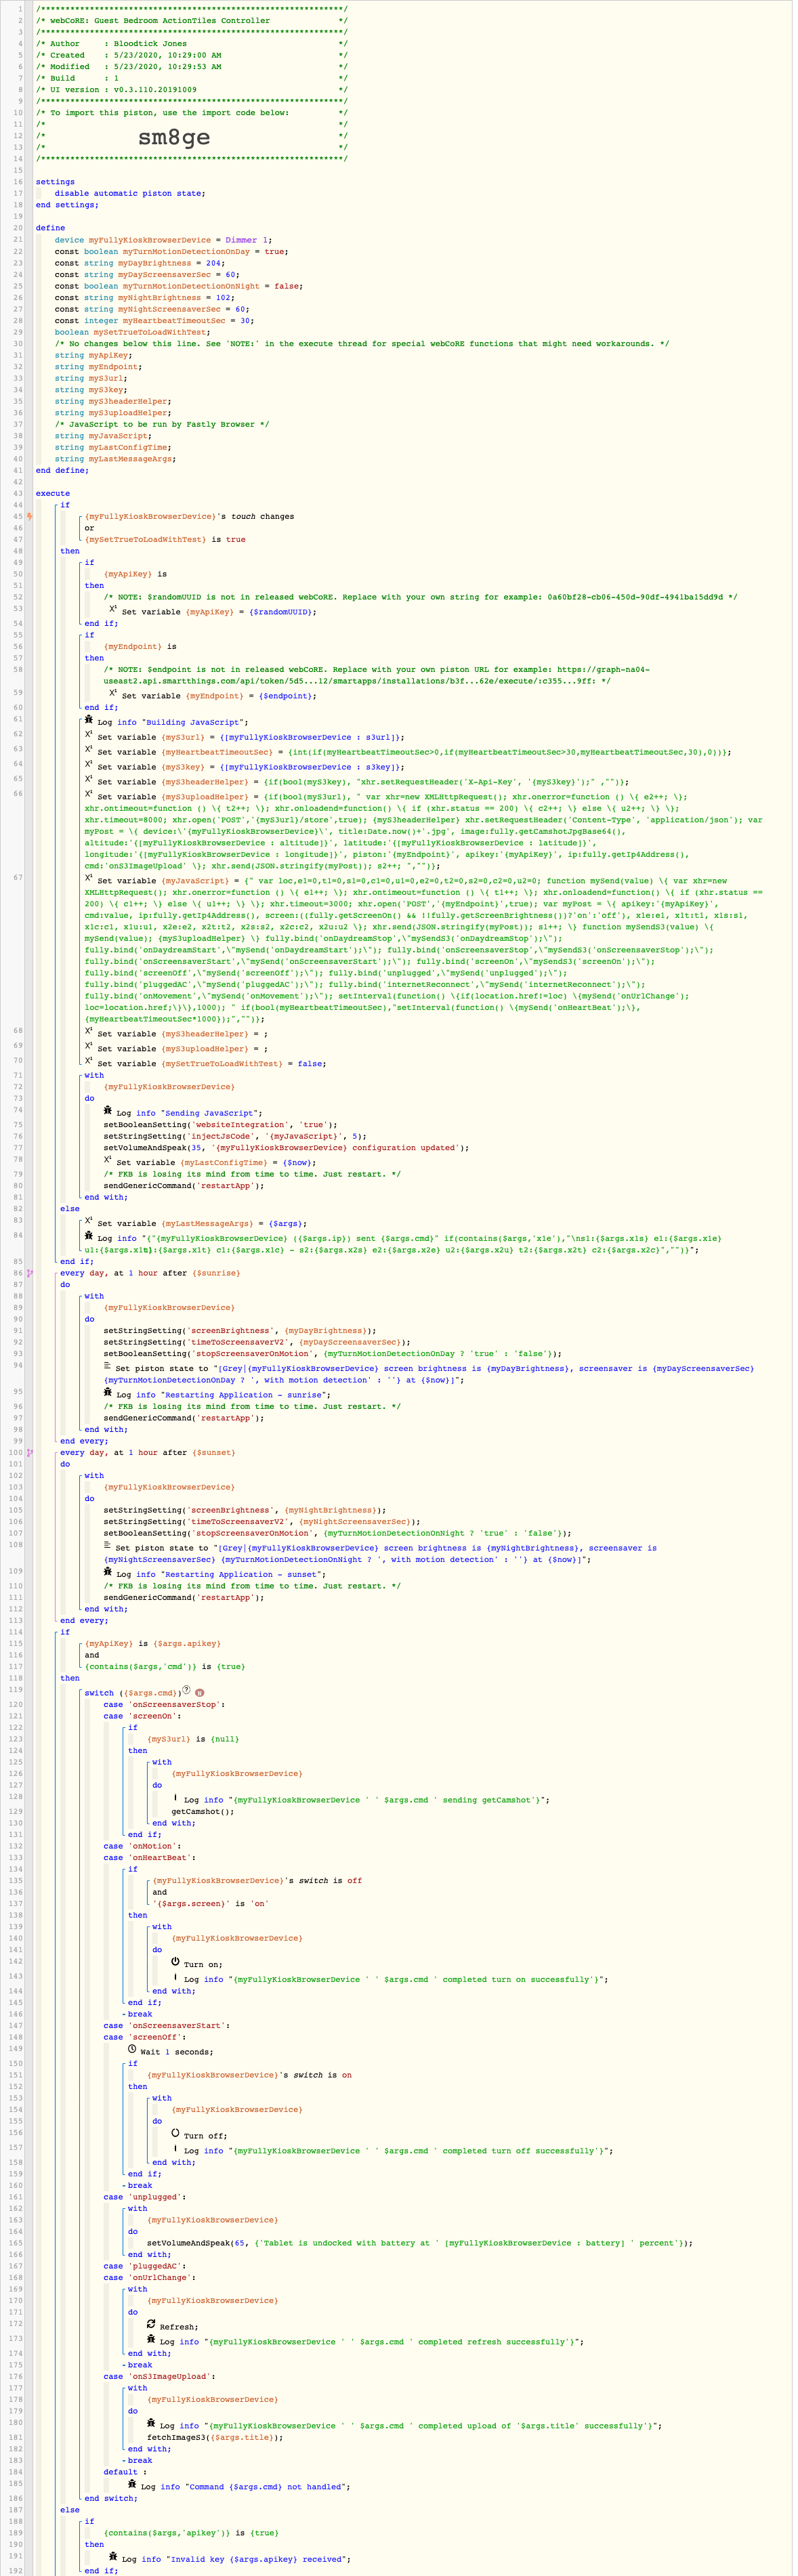 1 /***************************************************************/
2 /* webCoRE: Guest Bedroom ActionTiles Controller */
3 /***************************************************************/
4 /* Author : Bloodtick Jones */
5 /* Created : 5/23/2020, 10:29:00 AM */
6 /* Modified : 5/23/2020, 10:29:53 AM */
7 /* Build : 1 */
8 /* UI version : v0.3.110.20191009 */
9 /***************************************************************/
10 /* To import this piston, use the import code below: */
11 /* */
12 /* sm8ge */
13 /* */
14 /***************************************************************/
15
16 settings
17 disable automatic piston state;
18 end settings;
19
20 define
21 device myFullyKioskBrowserDevice = Dimmer 1;
22 const boolean myTurnMotionDetectionOnDay = true;
23 const string myDayBrightness = 204;
24 const string myDayScreensaverSec = 60;
25 const boolean myTurnMotionDetectionOnNight = false;
26 const string myNightBrightness = 102;
27 const string myNightScreensaverSec = 60;
28 const integer myHeartbeatTimeoutSec = 30;
29 boolean mySetTrueToLoadWithTest;
30 /* No changes below this line. See 'NOTE:' in the execute thread for special webCoRE functions that might need workarounds. */
31 string myApiKey;
32 string myEndpoint;
33 string myS3url;
34 string myS3key;
35 string myS3headerHelper;
36 string myS3uploadHelper;
37 /* JavaScript to be run by Fastly Browser */
38 string myJavaScript;
39 string myLastConfigTime;
40 string myLastMessageArgs;
41 end define;
42
43 execute
44 if
45 {myFullyKioskBrowserDevice}'s touch changes
46 or
47 {mySetTrueToLoadWithTest} is true
48 then
49 if
50 {myApiKey} is
51 then
52 /* NOTE: $randomUUID is not in released webCoRE. Replace with your own string for example: 0a60bf28-cb06-450d-90df-4941ba15dd9d */
53 Set variable {myApiKey} = {$randomUUID};
54 end if;
55 if
56 {myEndpoint} is
57 then
58 /* NOTE: $endpoint is not in released webCoRE. Replace with your own piston URL for example: https://graph-na04-
useast2.api.smartthings.com/api/token/5d5...12/smartapps/installations/b3f...62e/execute/:c355...9ff: */
59 Set variable {myEndpoint} = {$endpoint};
60 end if;
61 Log info "Building JavaScript";
62 Set variable {myS3url} = {[myFullyKioskBrowserDevice : s3url]};
63 Set variable {myHeartbeatTimeoutSec} = {int(if(myHeartbeatTimeoutSec>0,if(myHeartbeatTimeoutSec>30,myHeartbeatTimeoutSec,30),0))};
64 Set variable {myS3key} = {[myFullyKioskBrowserDevice : s3key]};
65 Set variable {myS3headerHelper} = {if(bool(myS3key), "xhr.setRequestHeader('X-Api-Key', '{myS3key}');" ,"")};
66 Set variable {myS3uploadHelper} = {if(bool(myS3url), " var xhr=new XMLHttpRequest(); xhr.onerror=function () \{ e2++; \};
xhr.ontimeout=function () \{ t2++; \}; xhr.onloadend=function() \{ if (xhr.status == 200) \{ c2++; \} else \{ u2++; \} \};
xhr.timeout=8000; xhr.open('POST','{myS3url}/store',true); {myS3headerHelper} xhr.setRequestHeader('Content-Type', 'application/json'); var
myPost = \{ device:\'{myFullyKioskBrowserDevice}\', title:Date.now()+'.jpg', image:fully.getCamshotJpgBase64(),
altitude:'{[myFullyKioskBrowserDevice : altitude]}', latitude:'{[myFullyKioskBrowserDevice : latitude]}',
longitude:'{[myFullyKioskBrowserDevice : longitude]}', piston:'{myEndpoint}', apikey:'{myApiKey}', ip:fully.getIp4Address(),
cmd:'onS3ImageUpload' \}; xhr.send(JSON.stringify(myPost)); s2++; \}","")};
67 Set variable {myJavaScript} = {" var loc,e1=0,t1=0,s1=0,c1=0,u1=0,e2=0,t2=0,s2=0,c2=0,u2=0; function mySend(value) \{ var xhr=new
XMLHttpRequest(); xhr.onerror=function () \{ e1++; \}; xhr.ontimeout=function () \{ t1++; \}; xhr.onloadend=function() \{ if (xhr.status ==
200) \{ c1++ \} else \{ u1++ \}; \}; xhr.timeout=3000; xhr.open('POST','{myEndpoint}',true); var myPost = \{ apikey:'{myApiKey}',
cmd:value, ip:fully.getIp4Address(), screen:((fully.getScreenOn() && !!fully.getScreenBrightness())?'on':'off'), x1e:e1, x1t:t1, x1s:s1,
x1c:c1, x1u:u1, x2e:e2, x2t:t2, x2s:s2, x2c:c2, x2u:u2 \}; xhr.send(JSON.stringify(myPost)); s1++; \} function mySendS3(value) \{
mySend(value); {myS3uploadHelper} \} fully.bind('onDaydreamStop',\"mySendS3('onDaydreamStop');\");
fully.bind('onDaydreamStart',\"mySend('onDaydreamStart');\"); fully.bind('onScreensaverStop',\"mySendS3('onScreensaverStop');\");
fully.bind('onScreensaverStart',\"mySend('onScreensaverStart');\"); fully.bind('screenOn',\"mySendS3('screenOn');\");
fully.bind('screenOff',\"mySend('screenOff');\"); fully.bind('unplugged',\"mySend('unplugged');\");
fully.bind('pluggedAC',\"mySend('pluggedAC');\"); fully.bind('internetReconnect',\"mySend('internetReconnect');\");
fully.bind('onMovement',\"mySend('onMovement');\"); setInterval(function() \{if(location.href!=loc) \{mySend('onUrlChange');
loc=location.href;\}\},1000); " if(bool(myHeartbeatTimeoutSec),"setInterval(function() \{mySend('onHeartBeat');\},
{myHeartbeatTimeoutSec*1000});","")};
68 Set variable {myS3headerHelper} = ;
69 Set variable {myS3uploadHelper} = ;
70 Set variable {mySetTrueToLoadWithTest} = false;
71 with
72 {myFullyKioskBrowserDevice}
73 do
74 Log info "Sending JavaScript";
75 setBooleanSetting('websiteIntegration', 'true');
76 setStringSetting('injectJsCode', '{myJavaScript}', 5);
77 setVolumeAndSpeak(35, '{myFullyKioskBrowserDevice} configuration updated');
78 Set variable {myLastConfigTime} = {$now};
79 /* FKB is losing its mind from time to time. Just restart. */
80 sendGenericCommand('restartApp');
81 end with;
82 else
83 Set variable {myLastMessageArgs} = {$args};
84 Log info "{"{myFullyKioskBrowserDevice} ({$args.ip}) sent {$args.cmd}" if(contains($args,'x1e'),"\ns1:{$args.x1s} e1:{$args.x1e}
u1:{$args.x1u} t1:{$args.x1t} c1:{$args.x1c} - s2:{$args.x2s} e2:{$args.x2e} u2:{$args.x2u} t2:{$args.x2t} c2:{$args.x2c}","")}";
85 end if;
86 every day, at 1 hour after {$sunrise}
87 do
88 with
89 {myFullyKioskBrowserDevice}
90 do
91 setStringSetting('screenBrightness', {myDayBrightness});
92 setStringSetting('timeToScreensaverV2', {myDayScreensaverSec});
93 setBooleanSetting('stopScreensaverOnMotion', {myTurnMotionDetectionOnDay ? 'true' : 'false'});
94 Set piston state to "[Grey|{myFullyKioskBrowserDevice} screen brightness is {myDayBrightness}, screensaver is {myDayScreensaverSec}
{myTurnMotionDetectionOnDay ? ', with motion detection' : ''} at {$now}]";
95 Log info "Restarting Application - sunrise";
96 /* FKB is losing its mind from time to time. Just restart. */
97 sendGenericCommand('restartApp');
98 end with;
99 end every;
100 every day, at 1 hour after {$sunset}
101 do
102 with
103 {myFullyKioskBrowserDevice}
104 do
105 setStringSetting('screenBrightness', {myNightBrightness});
106 setStringSetting('timeToScreensaverV2', {myNightScreensaverSec});
107 setBooleanSetting('stopScreensaverOnMotion', {myTurnMotionDetectionOnNight ? 'true' : 'false'});
108 Set piston state to "[Grey|{myFullyKioskBrowserDevice} screen brightness is {myNightBrightness}, screensaver is
{myNightScreensaverSec} {myTurnMotionDetectionOnNight ? ', with motion detection' : ''} at {$now}]";
109 Log info "Restarting Application - sunset";
110 /* FKB is losing its mind from time to time. Just restart. */
111 sendGenericCommand('restartApp');
112 end with;
113 end every;
114 if
115 {myApiKey} is {$args.apikey}
116 and
117 {contains($args,'cmd')} is {true}
118 then
119 switch ({$args.cmd})
120 case 'onScreensaverStop':
121 case 'screenOn':
122 if
123 {myS3url} is {null}
124 then
125 with
126 {myFullyKioskBrowserDevice}
127 do
128 Log info "{myFullyKioskBrowserDevice ' ' $args.cmd ' sending getCamshot'}";
129 getCamshot();
130 end with;
131 end if;
132 case 'onMotion':
133 case 'onHeartBeat':
134 if
135 {myFullyKioskBrowserDevice}'s switch is off
136 and
137 '{$args.screen}' is 'on'
138 then
139 with
140 {myFullyKioskBrowserDevice}
141 do
142 Turn on;
143 Log info "{myFullyKioskBrowserDevice ' ' $args.cmd ' completed turn on successfully'}";
144 end with;
145 end if;
146 break
147 case 'onScreensaverStart':
148 case 'screenOff':
149 Wait 1 seconds;
150 if
151 {myFullyKioskBrowserDevice}'s switch is on
152 then
153 with
154 {myFullyKioskBrowserDevice}
155 do
156 Turn off;
157 Log info "{myFullyKioskBrowserDevice ' ' $args.cmd ' completed turn off successfully'}";
158 end with;
159 end if;
160 break
161 case 'unplugged':
162 with
163 {myFullyKioskBrowserDevice}
164 do
165 setVolumeAndSpeak(65, {'Tablet is undocked with battery at ' [myFullyKioskBrowserDevice : battery] ' percent'});
166 end with;
167 case 'pluggedAC':
168 case 'onUrlChange':
169 with
170 {myFullyKioskBrowserDevice}
171 do
172 Refresh;
173 Log info "{myFullyKioskBrowserDevice ' ' $args.cmd ' completed refresh successfully'}";
174 end with;
175 break
176 case 'onS3ImageUpload':
177 with
178 {myFullyKioskBrowserDevice}
179 do
180 Log info "{myFullyKioskBrowserDevice ' ' $args.cmd ' completed upload of '$args.title' successfully'}";
181 fetchImageS3({$args.title});
182 end with;
183 break
184 default :
185 Log info "Command {$args.cmd} not handled";
186 end switch;
187 else
188 if
189 {contains($args,'apikey')} is {true}
190 then
191 Log info "Invalid key {$args.apikey} received";
192 end if;